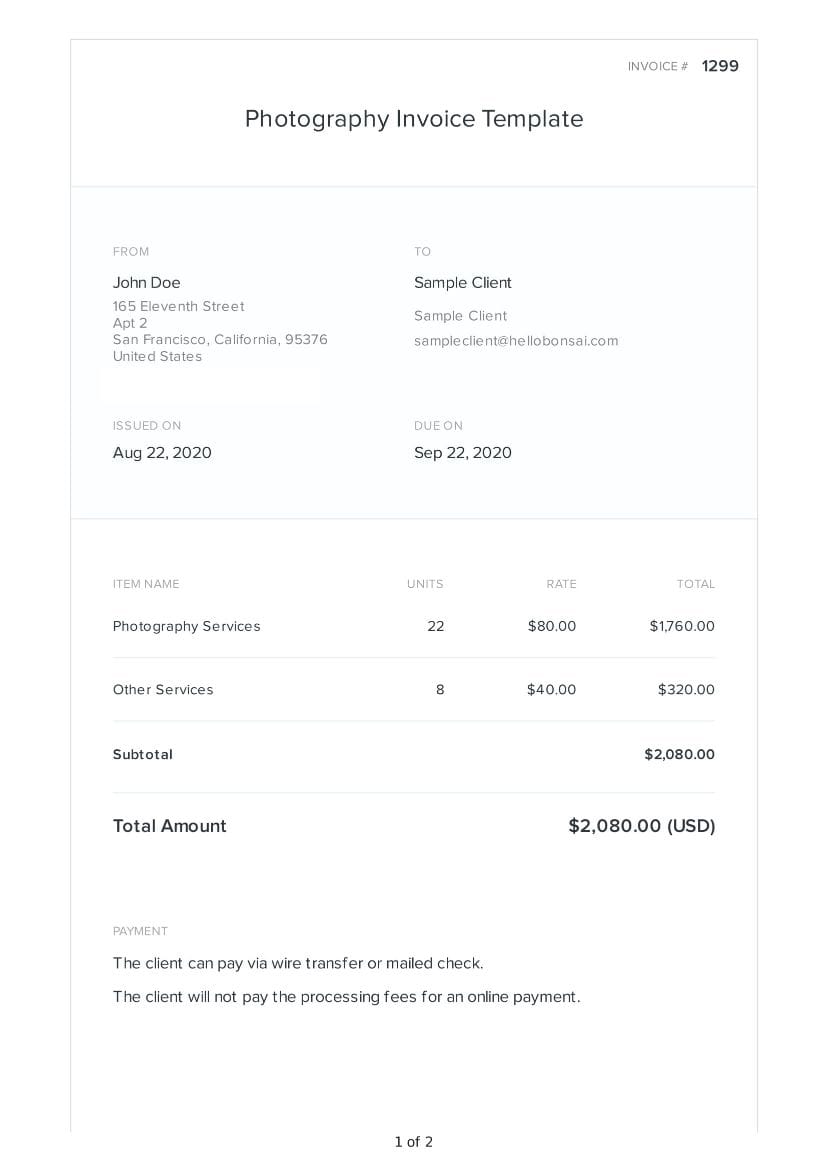 INVOICE # 1299
Photography Invoice Template
FROM
John Doe
165 Eleventh Street
Apt 2
San Francisco, California, 95376
United States
TO
Sample Client
Sample Client
sampleclient@hellobonsai.com
ISSUED ON
Aug 22, 2020
DUE ON
Sep 22, 2020
ITEM NAME UNITS RATE TOTAL
Photography Services 22 $80.00 $1,760.00
Other Services 8 $40.00 $320.00
Subtotal $2,080.00
Total Amount $2,080.00 (USD)
PAYMENT
The client can pay via wire transfer or mailed check.
The client will not pay the processing fees for an online payment.
1 of 2